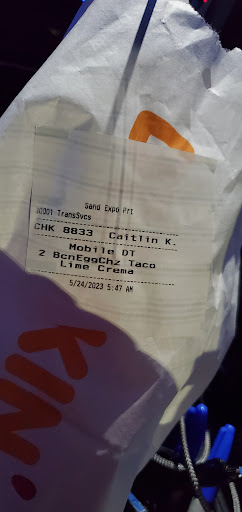 Sand Expo Prt
30001 TransSvcs
CHK 8833 Caitlin K.
Mobile DT
2 BcnEggChz Taco
Lime Crema
5/24/2023 5:47 AM
KIN'